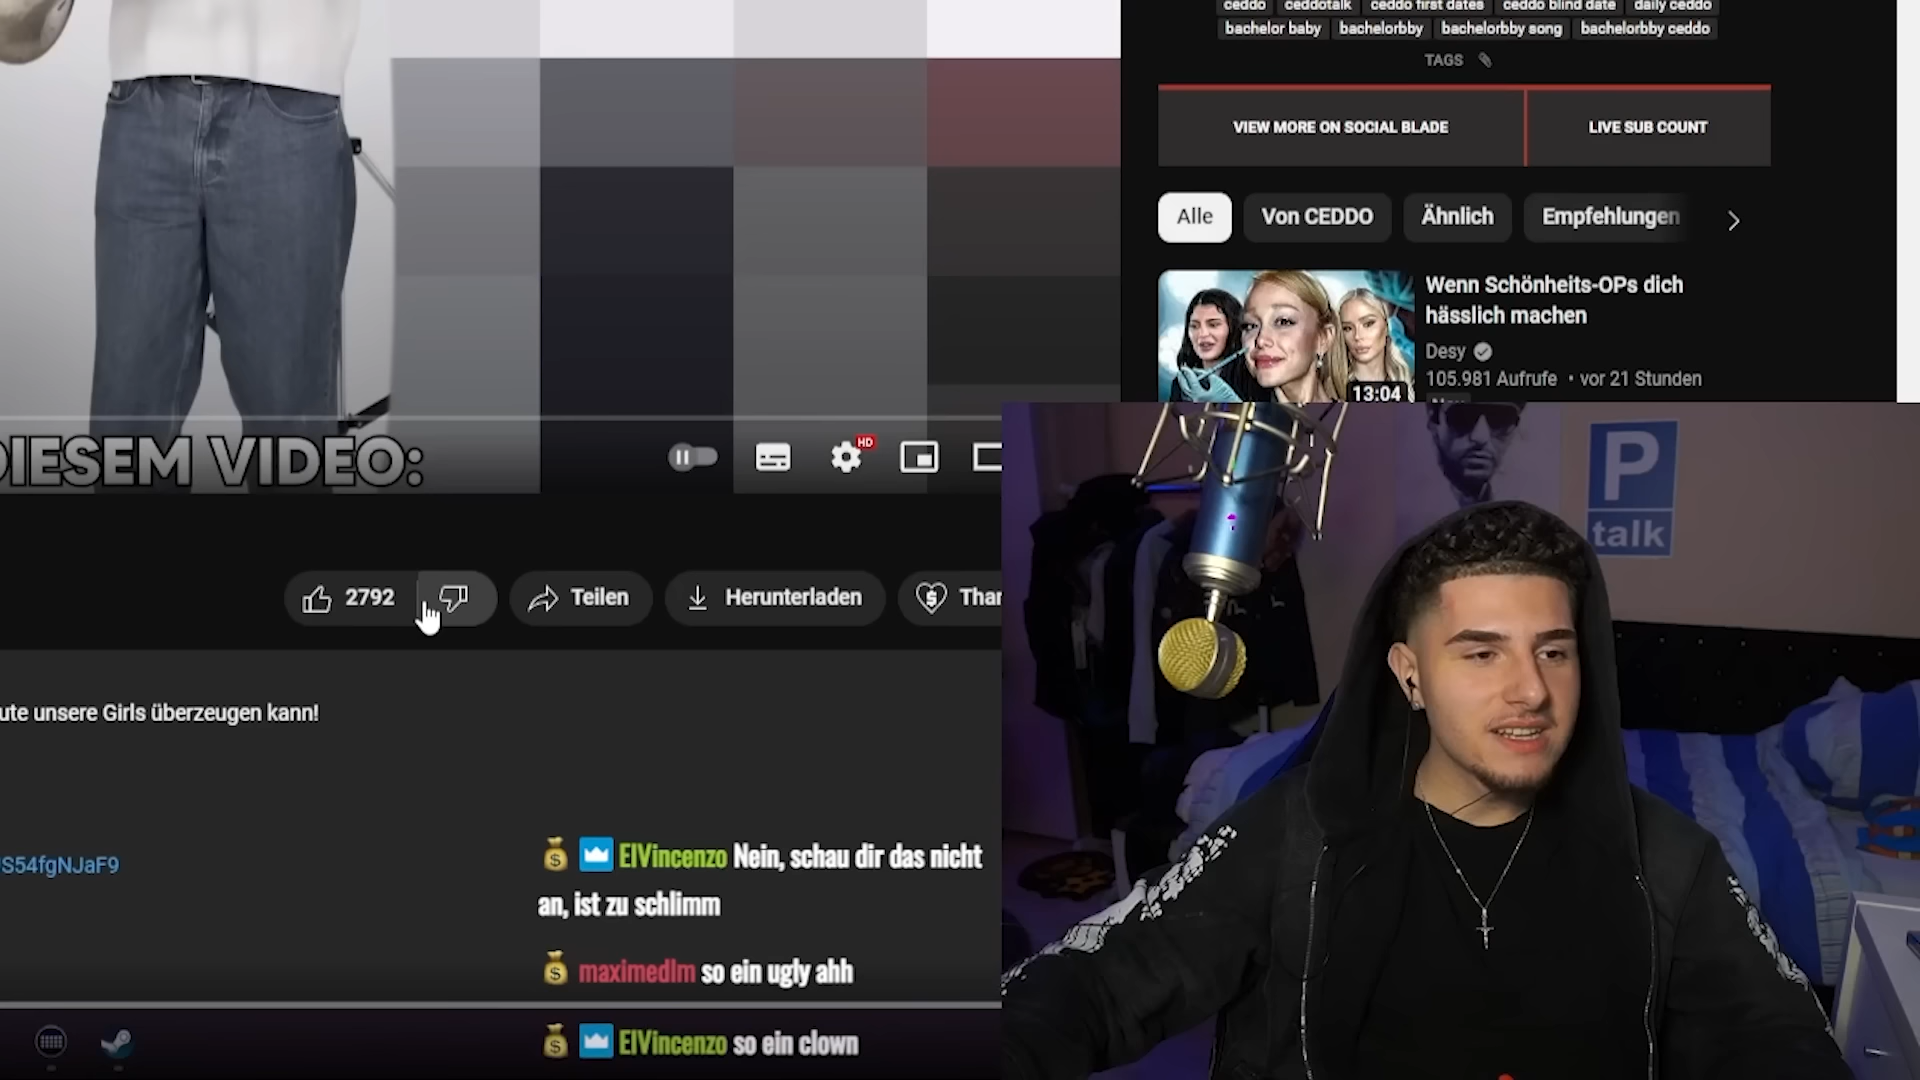 ceddo ceddotalk ceddo first dates ceddo blind date daily ceddo
bachelor baby bachelorbby bachelorbby song bachelorbby ceddo
TAGS
VIEW MORE ON SOCIAL BLADE LIVE SUB COUNT
Alle Von CEDDO Ähnlich Empfehlungen
Wenn Schönheits-OPs dich
hässlich machen
Desy
105.981 Aufrufe • vor 21 Stunden
13:04
DIESEM VIDEO:
HD
P
talk
2792 Teilen Herunterladen Than
ute unsere Girls überzeugen kann!
S54fgNJaF9
ElVincenzo Nein, schau dir das nicht
an, ist zu schlimm
maximedlm so ein ugly ahh
ElVincenzo so ein clown